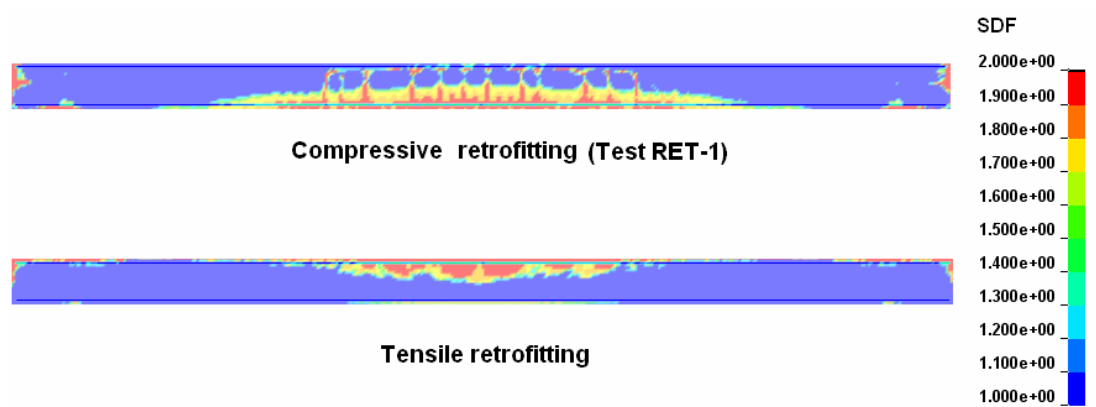 SDF
2.000e+00
1.900e+00
1.800e+00
1.700e+00
1.600e+00
1.500e+00
1.400e+00
1.300e+00
1.200e+00
1.100e+00
1.000e+00
Compressive retrofitting (Test RET-1)
Tensile retrofitting